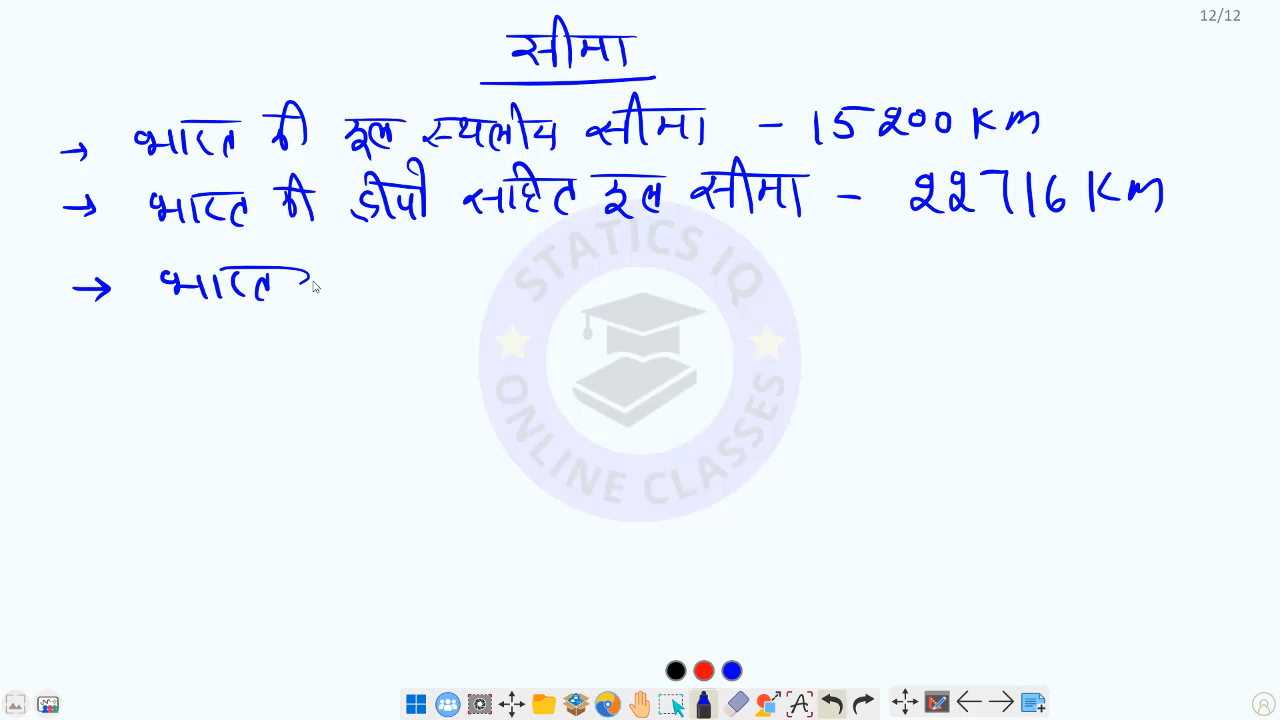 12/12
सीमा
→ भारत की कुल स्थलीय सीमा - 15200 KM
→ भारत की द्वीपो सहित कुल सीमा - 22716 KM
→ भारत
STATICS IQ
ONLINE CLASSES